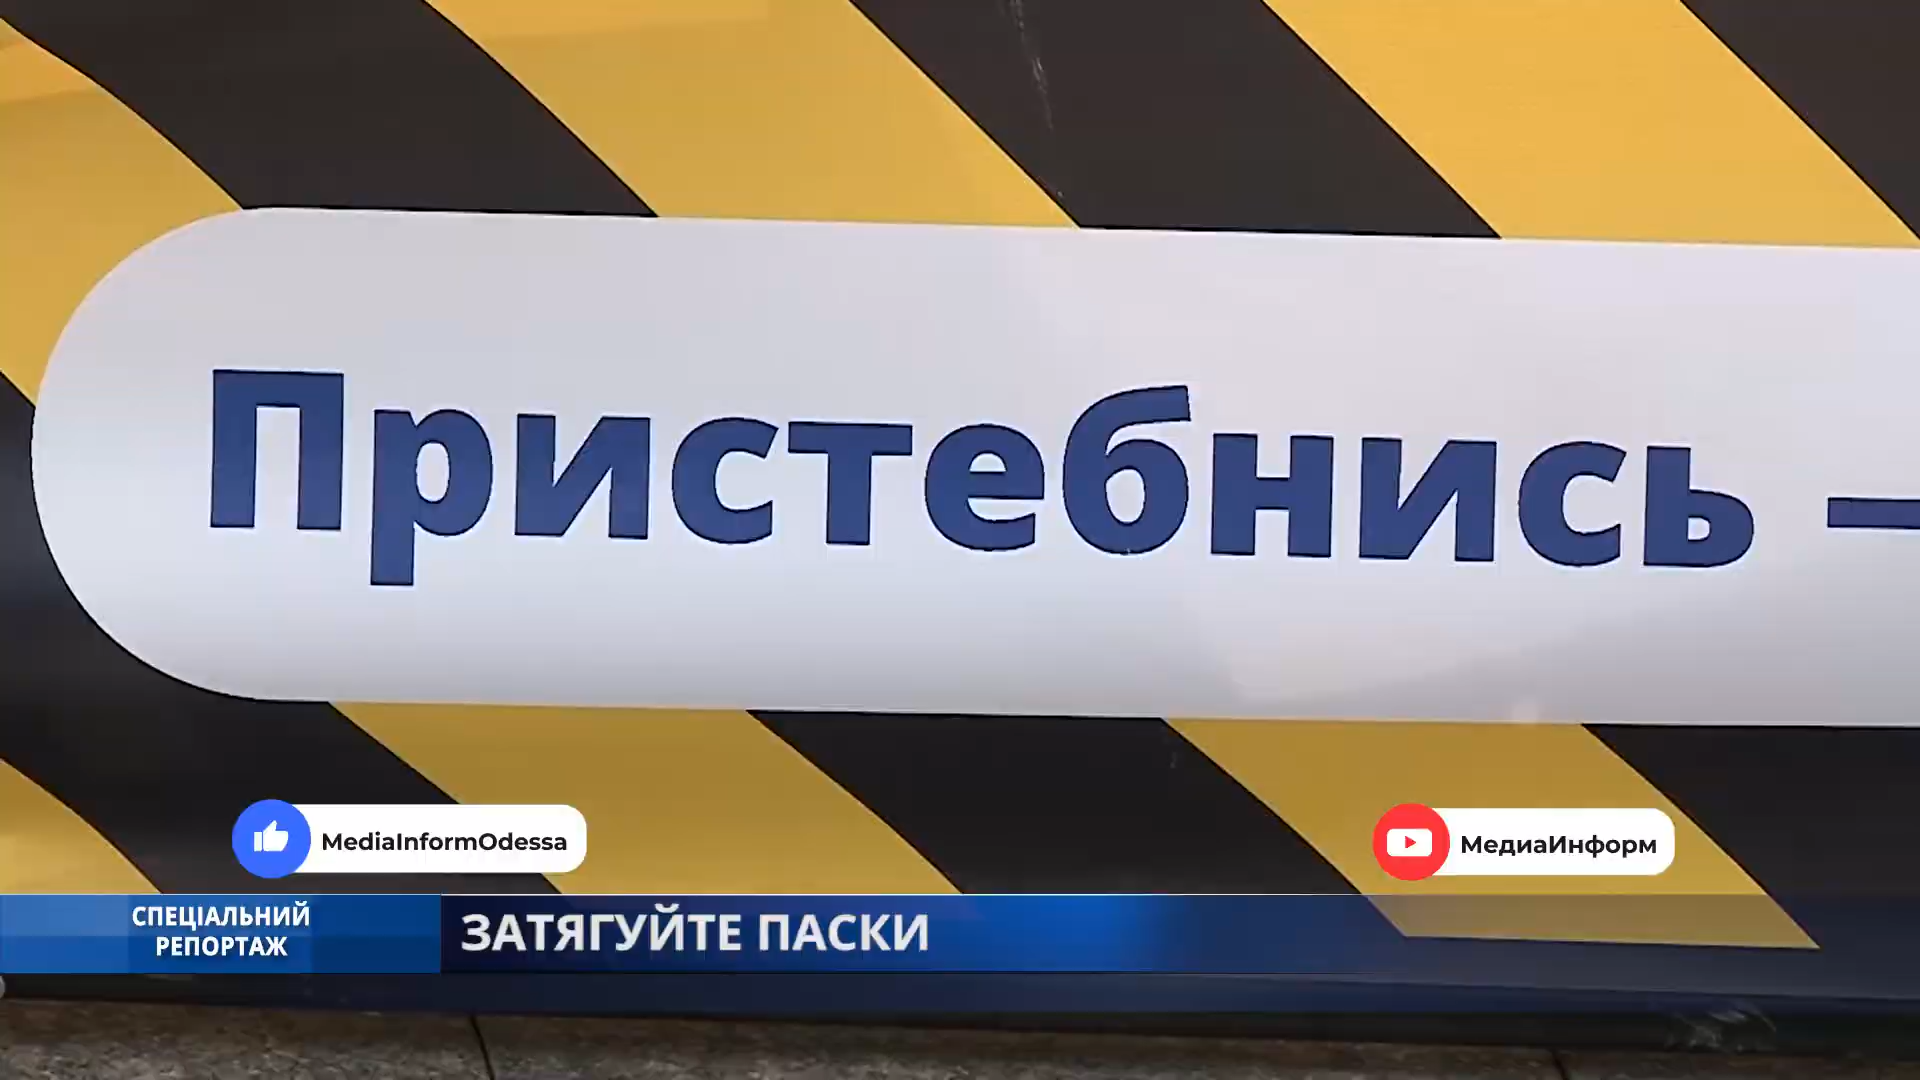 Пристебнись –
MediaInformOdessa
МедиаИнформ
СПЕЦІАЛЬНИЙ
РЕПОРТАЖ
ЗАТЯГУЙТЕ ПАСКИ